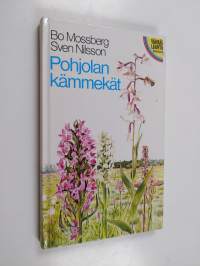 Bo Mossberg
Sven Nilsson
Pohjolan
kämmekät